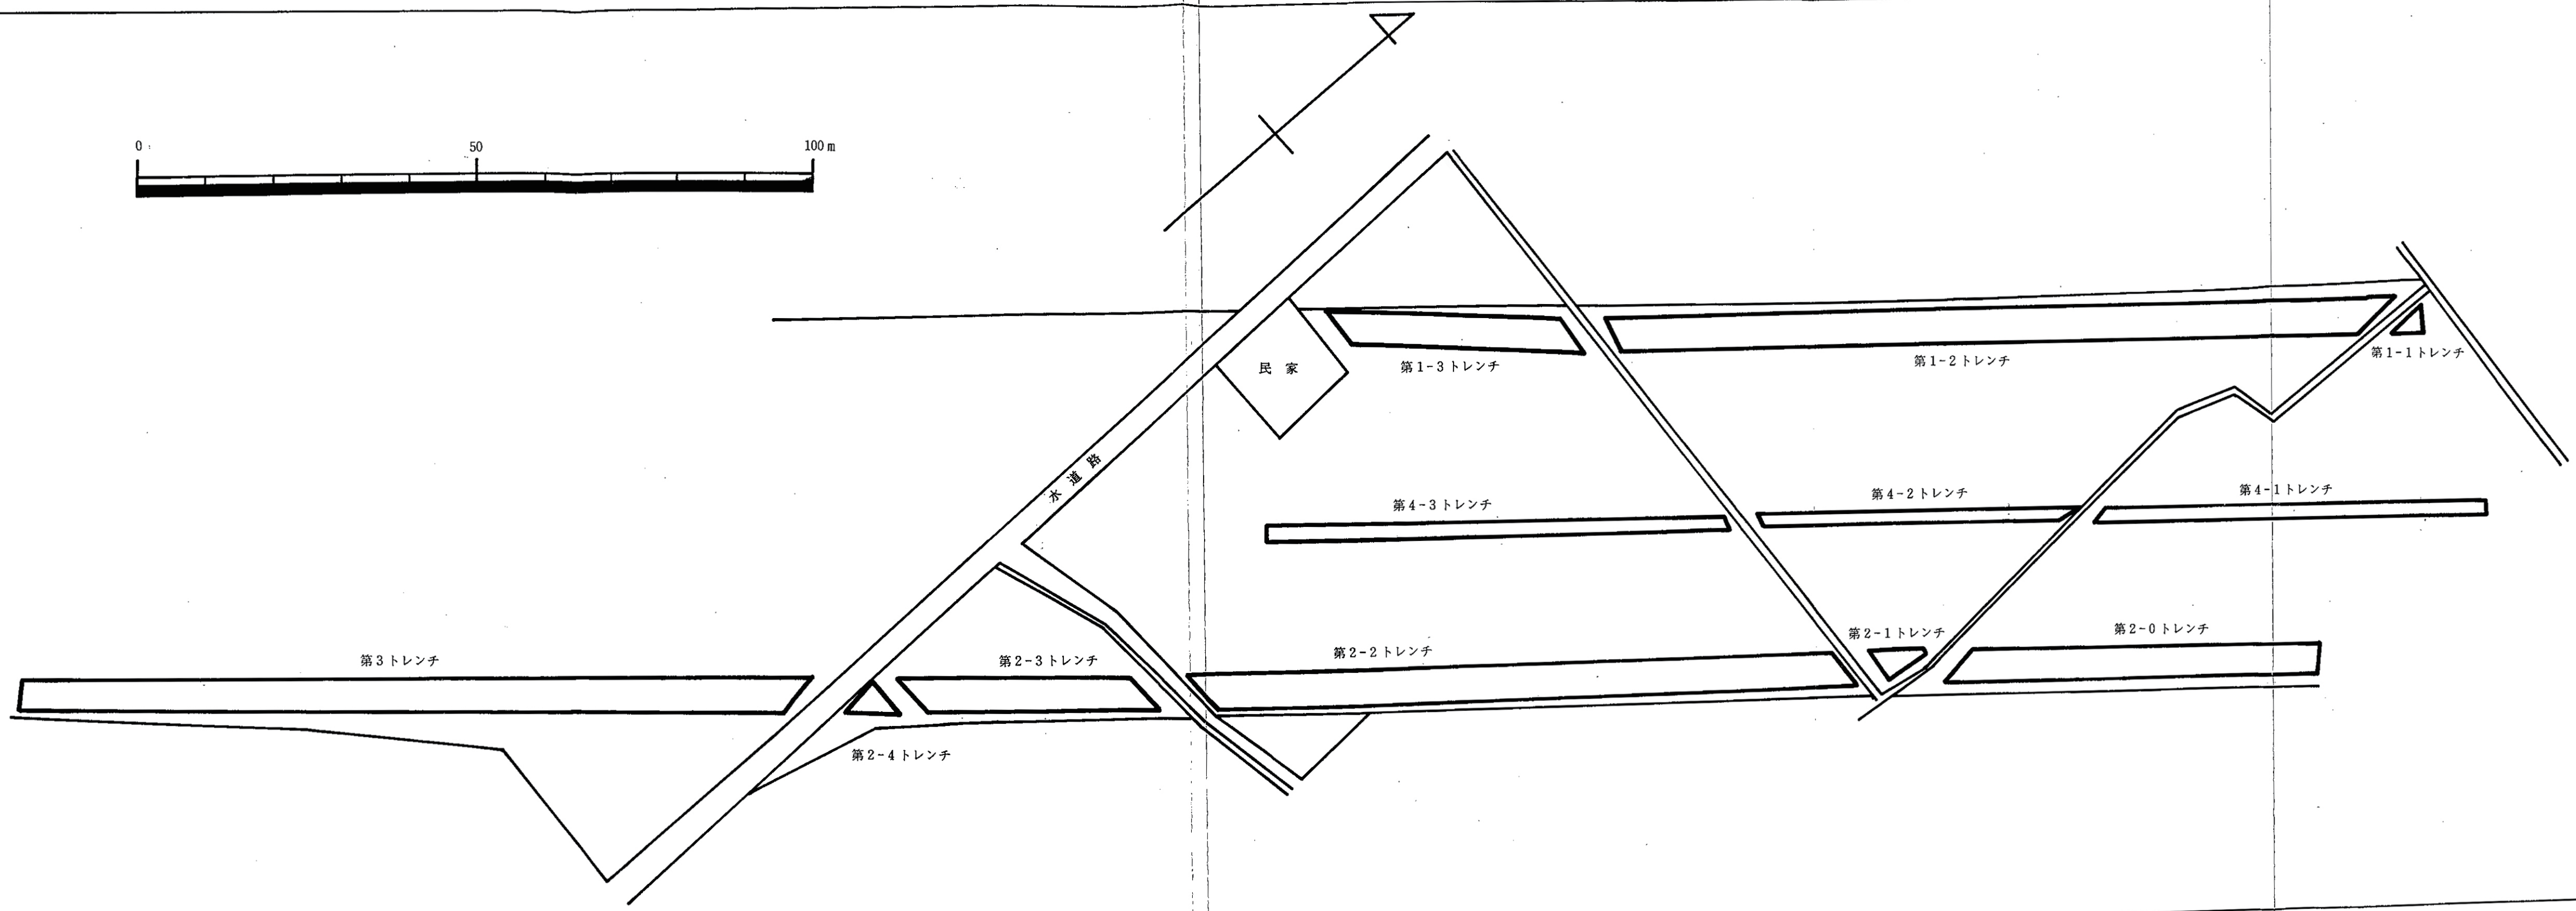 0 50 100m
民家
第1-3トレンチ
第1-2トレンチ
第1-1トレンチ
水道路
第4-3トレンチ
第4-2トレンチ
第4-1トレンチ
第3トレンチ
第2-3トレンチ
第2-2トレンチ
第2-1トレンチ
第2-0トレンチ
第2-4トレンチ